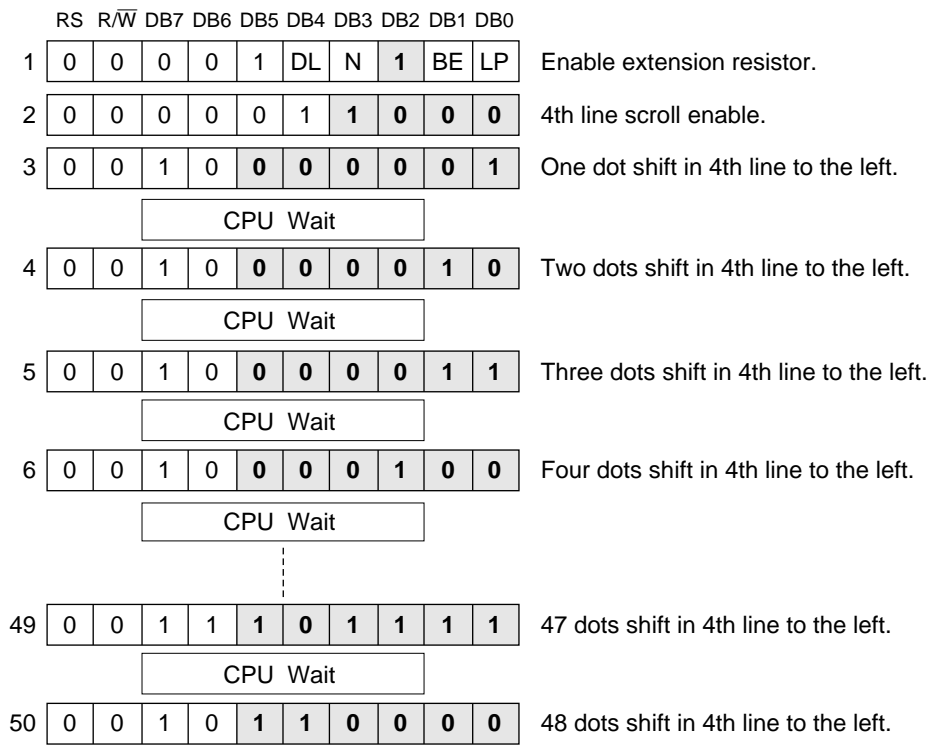 RS R/W̅ DB7 DB6 DB5 DB4 DB3 DB2 DB1 DB0
1 0 0 0 0 1 DL N 1 BE LP Enable extension resistor.
2 0 0 0 0 0 1 1 0 0 0 4th line scroll enable.
3 0 0 1 0 0 0 0 0 0 1 One dot shift in 4th line to the left.
CPU Wait
4 0 0 1 0 0 0 0 0 1 0 Two dots shift in 4th line to the left.
CPU Wait
5 0 0 1 0 0 0 0 0 1 1 Three dots shift in 4th line to the left.
CPU Wait
6 0 0 1 0 0 0 0 1 0 0 Four dots shift in 4th line to the left.
CPU Wait
49 0 0 1 1 1 0 1 1 1 1 47 dots shift in 4th line to the left.
CPU Wait
50 0 0 1 0 1 1 0 0 0 0 48 dots shift in 4th line to the left.